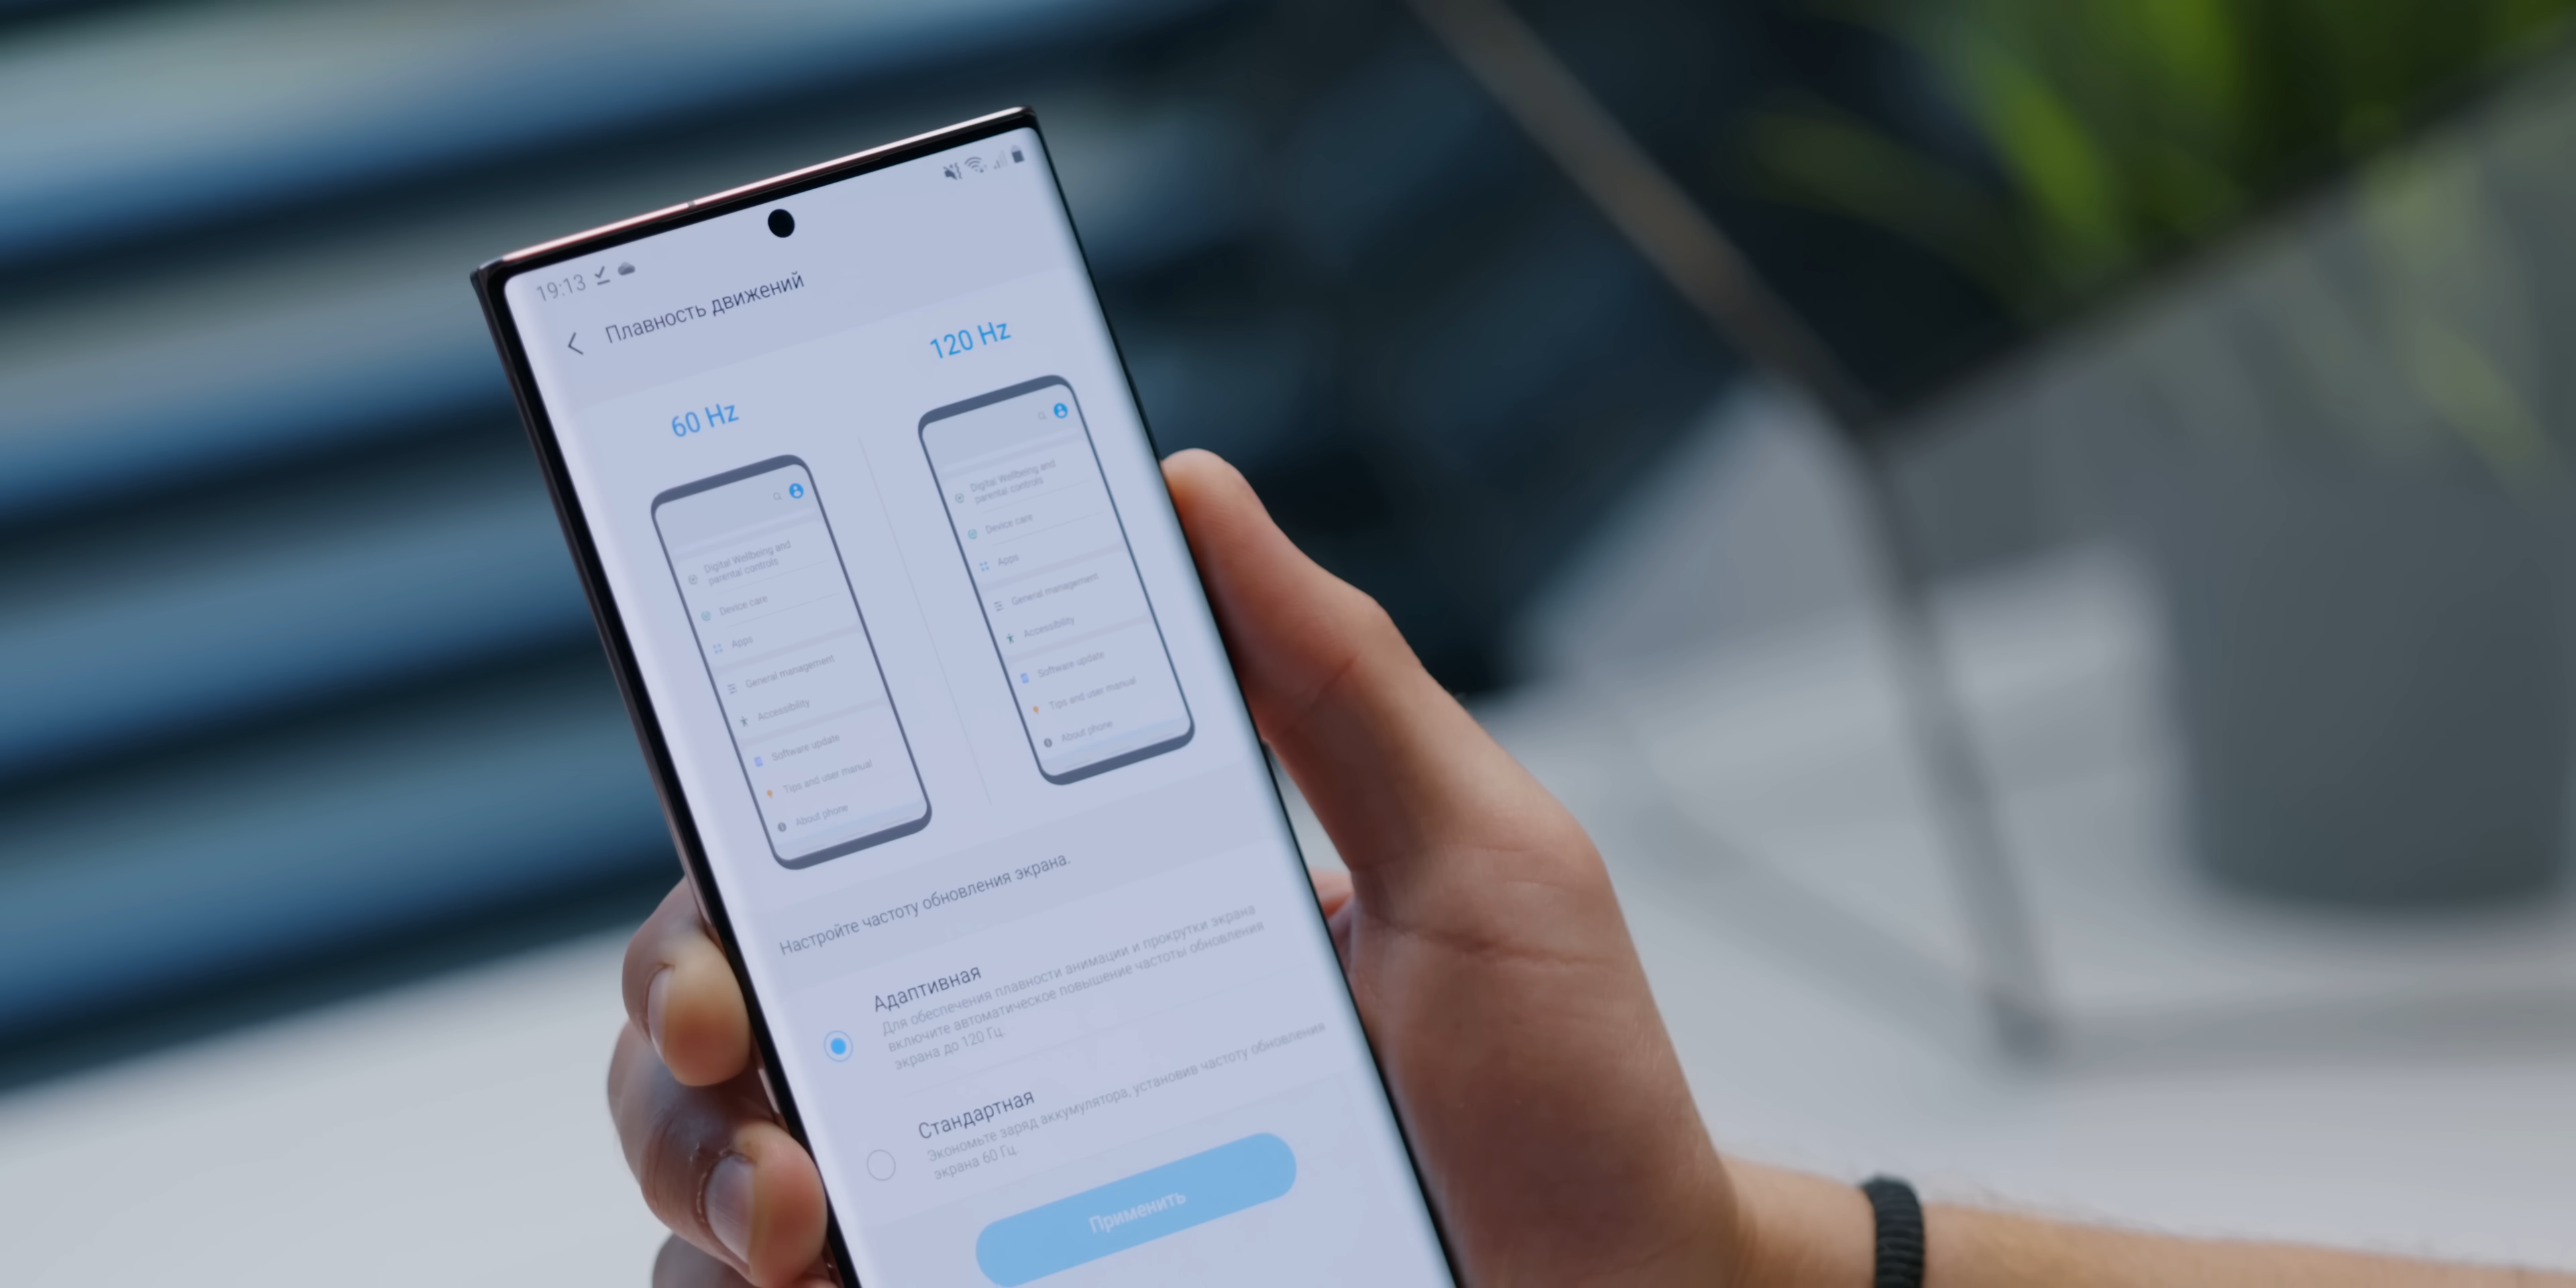 19:13
Плавность движений
60 Hz
120 Hz
Digital Wellbeing and
parental controls
Device care
Apps
General management
Accessibility
Software update
Tips and user manual
About phone
Digital Wellbeing and
parental controls
Device care
Apps
General management
Accessibility
Software update
Tips and user manual
About phone
Настройте частоту обновления экрана.
Адаптивная
Для обеспечения плавности анимации и прокрутки экрана
включите автоматическое повышение частоты обновления
экрана до 120 Гц.
Стандартная
Экономьте заряд аккумулятора, установив частоту обновления
экрана 60 Гц.
Применить